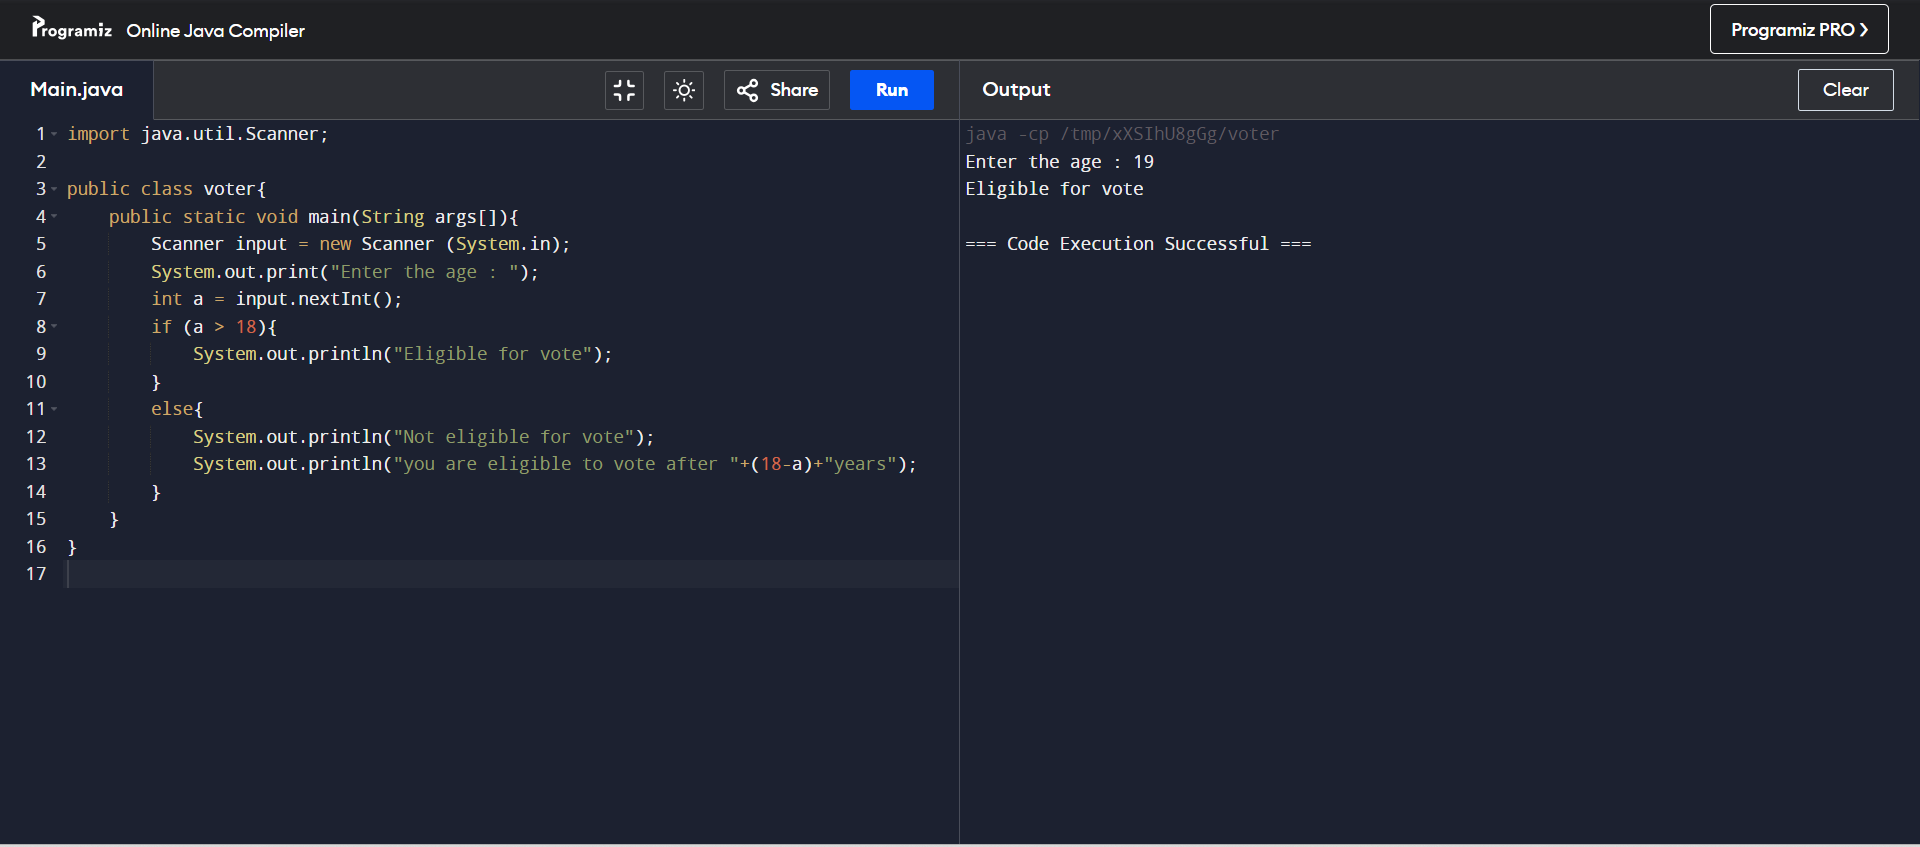 Programiz Online Java Compiler
Programiz PRO ❯
Main.java
Share
Run
Output
Clear
1 import java.util.Scanner;
2
3 public class voter{
4     public static void main(String args[]){
5         Scanner input = new Scanner (System.in);
6         System.out.print("Enter the age : ");
7         int a = input.nextInt();
8         if (a > 18){
9             System.out.println("Eligible for vote");
10         }
11         else{
12             System.out.println("Not eligible for vote");
13             System.out.println("you are eligible to vote after "+(18-a)+"years");
14         }
15     }
16 }
17
java -cp /tmp/xXSIhU8gGg/voter
Enter the age : 19
Eligible for vote
=== Code Execution Successful ===